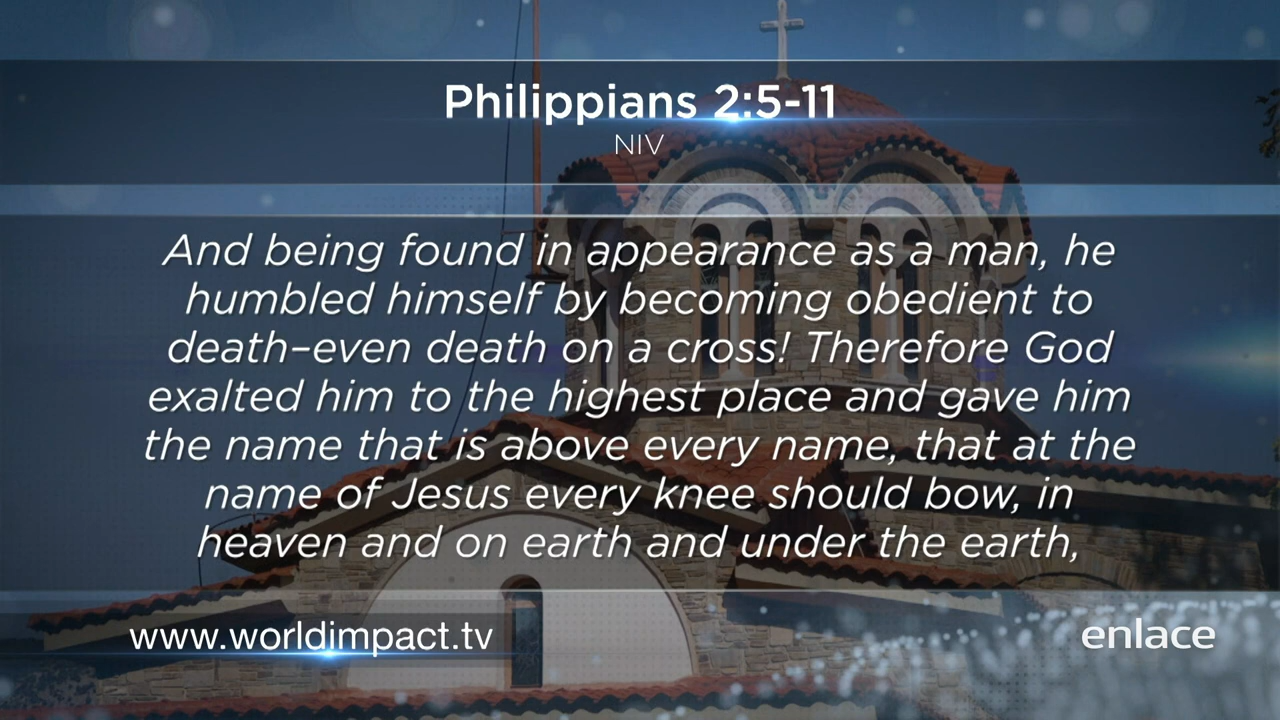 Philippians 2:5-11
NIV
And being found in appearance as a man, he
humbled himself by becoming obedient to
death–even death on a cross! Therefore God
exalted him to the highest place and gave him
the name that is above every name, that at the
name of Jesus every knee should bow, in
heaven and on earth and under the earth,
www.worldimpact.tv
enlace